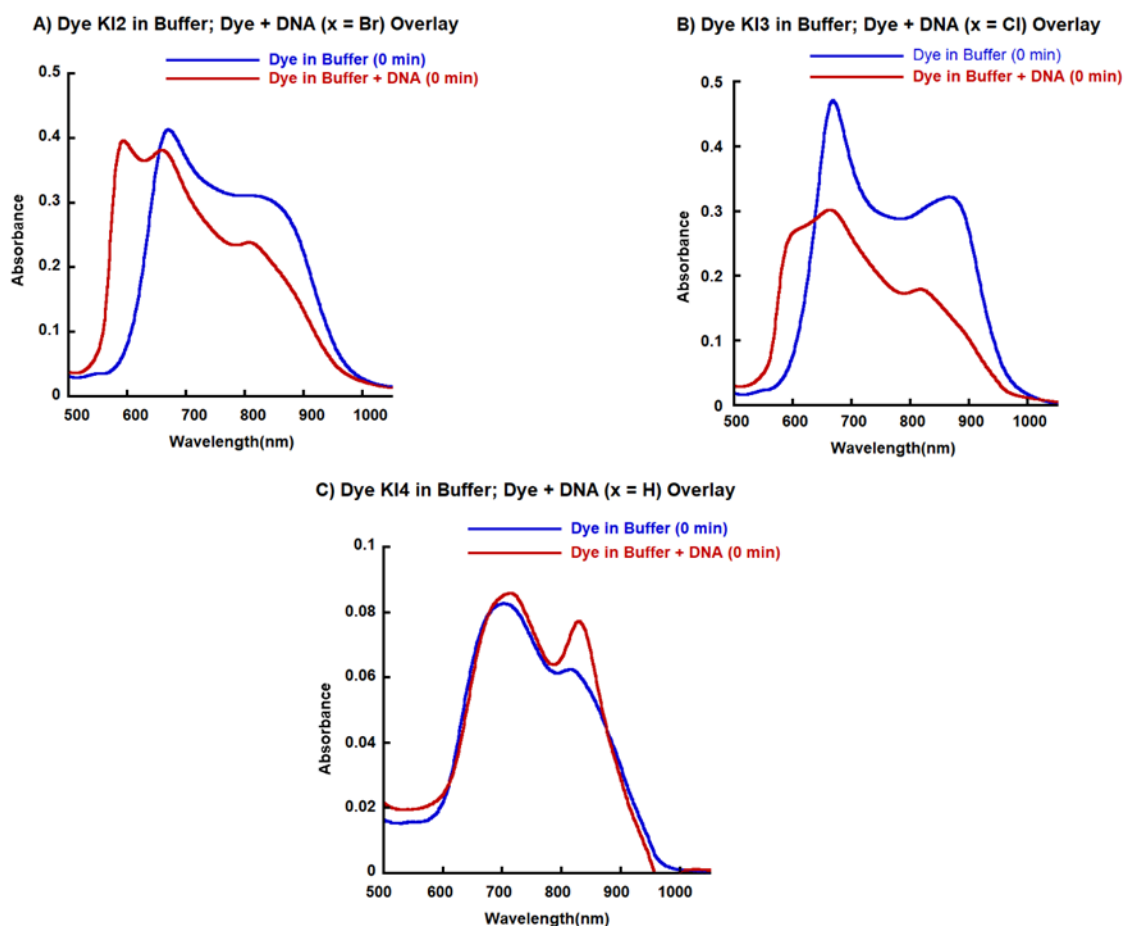 A) Dye KI2 in Buffer; Dye + DNA (x = Br) Overlay
Dye in Buffer (0 min)
Dye in Buffer + DNA (0 min)
0.5
0.4
0.3
0.2
0.1
0
Absorbance
500 600 700 800 900 1000
Wavelength(nm)
B) Dye KI3 in Buffer; Dye + DNA (x = Cl) Overlay
Dye in Buffer (0 min)
Dye in Buffer + DNA (0 min)
0.5
0.4
0.3
0.2
0.1
0
Absorbance
500 600 700 800 900 1000
Wavelength(nm)
C) Dye KI4 in Buffer; Dye + DNA (x = H) Overlay
Dye in Buffer (0 min)
Dye in Buffer + DNA (0 min)
0.1
0.08
0.06
0.04
0.02
0
Absorbance
500 600 700 800 900 1000
Wavelength(nm)